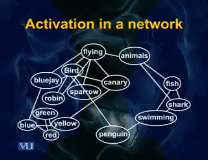 Activation in a network
flying
animals
Bird
bluejay
canary
fish
sparrow
robin
shark
green
swimming
blue
yellow
red
penguin
VU